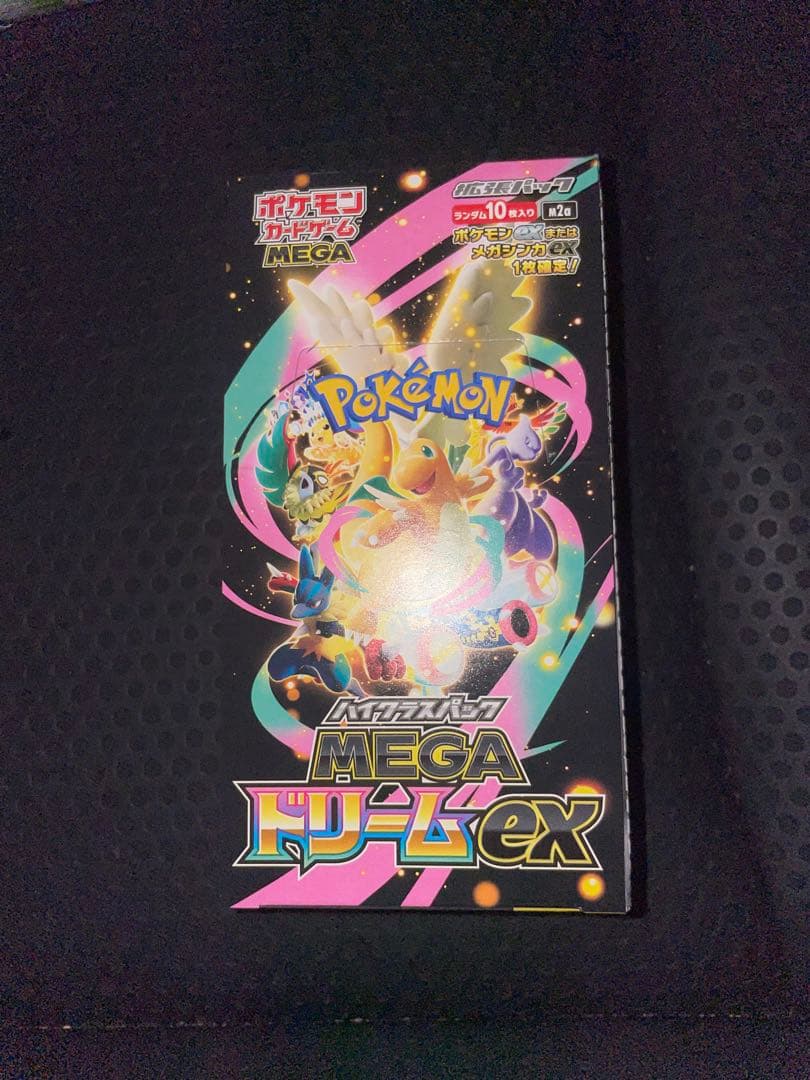 ポケモン
カードゲーム
MEGA
拡張パック
ランダム10枚入り M2a
ポケモンexまたは
メガシンカex
1枚確定!
POKÉMON
ハイクラスパック
MEGA
ドリームex